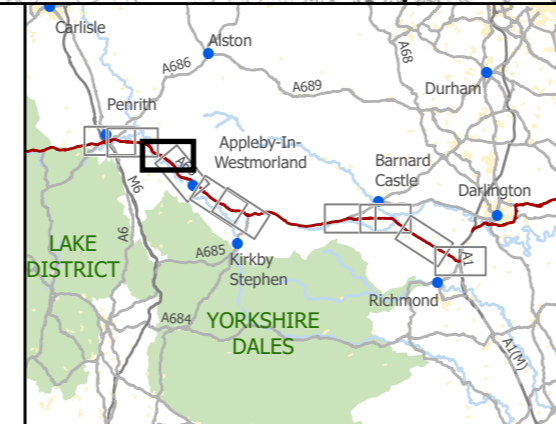 Carlisle
Alston
A686
A68
A689
Durham
Penrith
Appleby-In-
Westmorland
A66
Barnard
Castle
Darlington
M6
LAKE
DISTRICT
A6
A685
Kirkby
Stephen
A1
Richmond
A684
YORKSHIRE
DALES
A1(M)